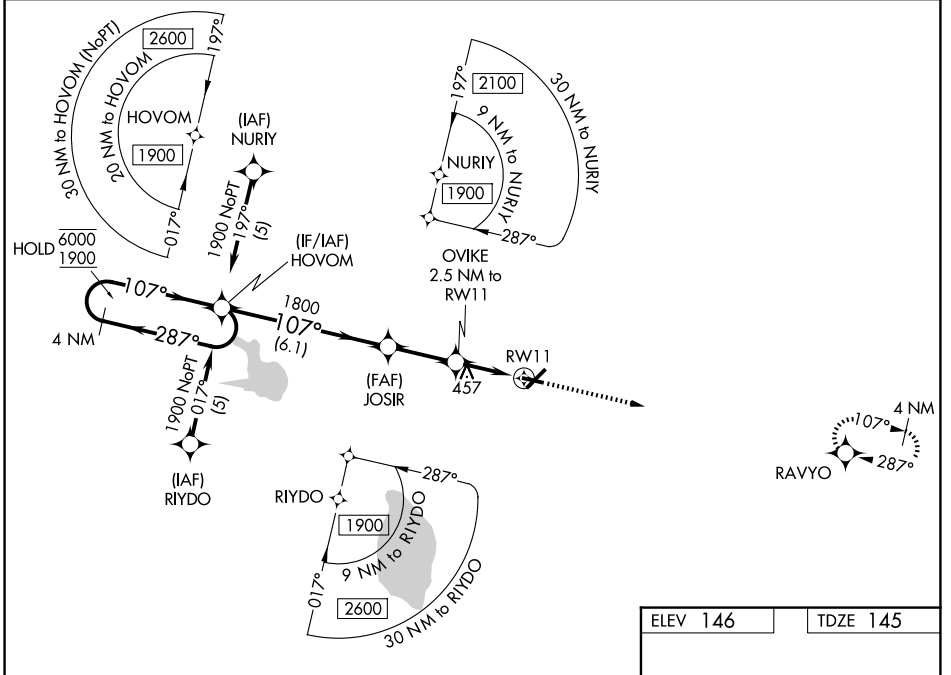 30 NM to HOVOM (NoPT)
2600
197°
20 NM to HOVOM
HOVOM
1900
017°
(IAF)
NURIY
1900 NoPT
197°
(5)
2100
197°
30 NM to NURIY
9 NM to NURIY
NURIY
1900
287°
HOLD 6000
1900
(IF/IAF)
HOVOM
OVIKE
2.5 NM to
RW11
107°
1800
107°
(6.1)
287°
4 NM
(FAF)
JOSIR
457
RW11
1900 NoPT
017°
(5)
(IAF)
RIYDO
4 NM
107°
287°
RAVYO
RIYDO
287°
1900
9 NM to RIYDO
017°
2600
30 NM to RIYDO
ELEV 146
TDZE 145